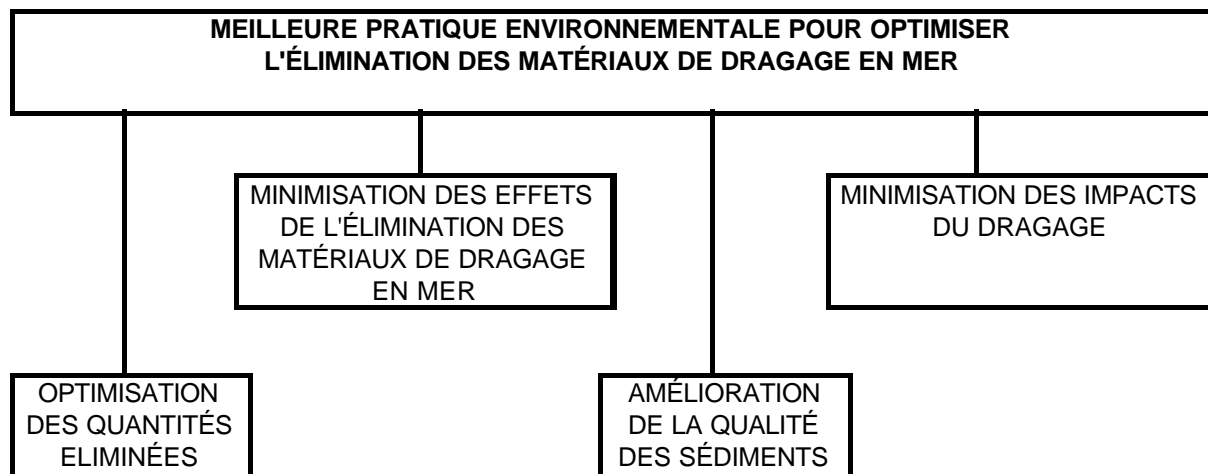 MEILLEURE PRATIQUE ENVIRONNEMENTALE POUR OPTIMISER
L'ÉLIMINATION DES MATÉRIAUX DE DRAGAGE EN MER
MINIMISATION DES EFFETS
DE L'ÉLIMINATION DES
MATÉRIAUX DE DRAGAGE
EN MER
MINIMISATION DES IMPACTS
DU DRAGAGE
OPTIMISATION
DES QUANTITÉS
ELIMINÉES
AMÉLIORATION
DE LA QUALITÉ
DES SÉDIMENTS